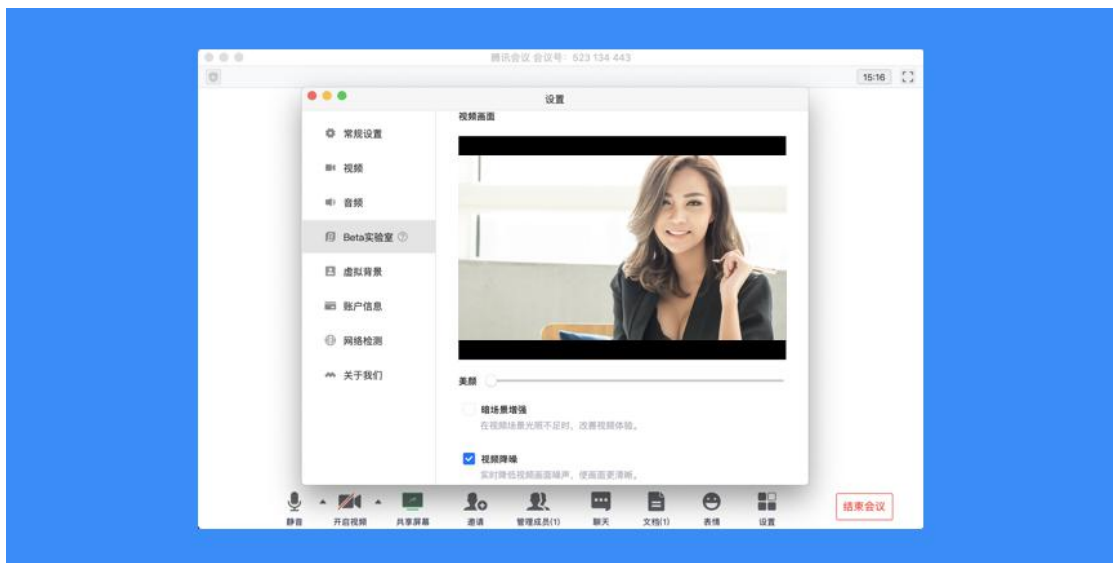 腾讯会议 会议号：523 134 443
15:16
设置
常规设置
视频
音频
Beta实验室
虚拟背景
账户信息
网络检测
关于我们
视频画面
美颜
暗场景增强
在视频场景光照不足时，改善视频体验。
视频降噪
实时降低视频画面噪声，使画面更清晰。
静音
开启视频
共享屏幕
邀请
管理成员(1)
聊天
文档(1)
表情
设置
结束会议